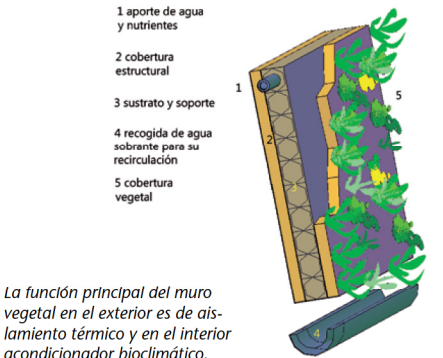 1 aporte de agua
y nutrientes
2 cobertura
estructural
3 sustrato y soporte
4 recogida de agua
sobrante para su
recirculación
5 cobertura
vegetal
1
2
3
4
5
La función principal del muro
vegetal en el exterior es de ais-
lamiento térmico y en el interior
acondicionador bioclimático.